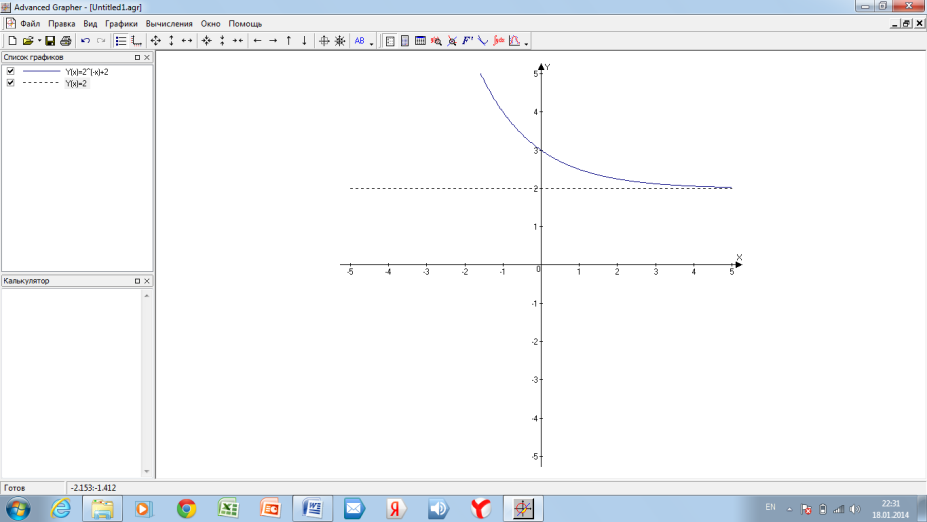 Advanced Grapher - [Untitled1.agr]
Файл Правка Вид Графики Вычисления Окно Помощь
AB
F'
Список графиков
Y(x)=2^(-x)+2
Y(x)=2
Калькулятор
Y
5
4
3
2
1
-5 -4 -3 -2 -1 0 1 2 3 4 5 X
-1
-2
-3
-4
-5
Готово
-2.153:-1.412
EN
22:31
18.01.2014